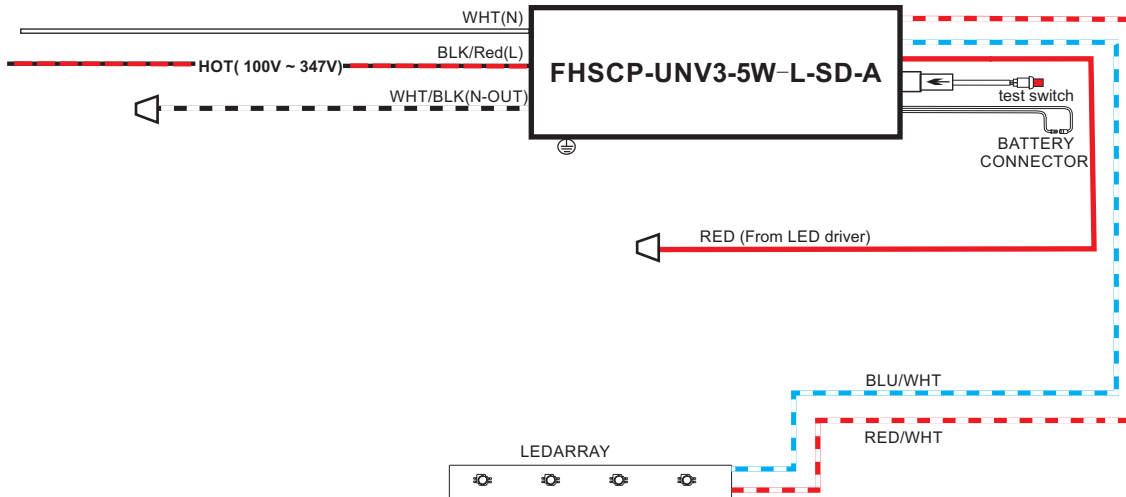 WHT(N)
BLK/Red(L)
HOT( 100V ~ 347V)
WHT/BLK(N-OUT)
FHSCP-UNV3-5W-L-SD-A
test switch
BATTERY
CONNECTOR
RED (From LED driver)
BLU/WHT
RED/WHT
LEDARRAY